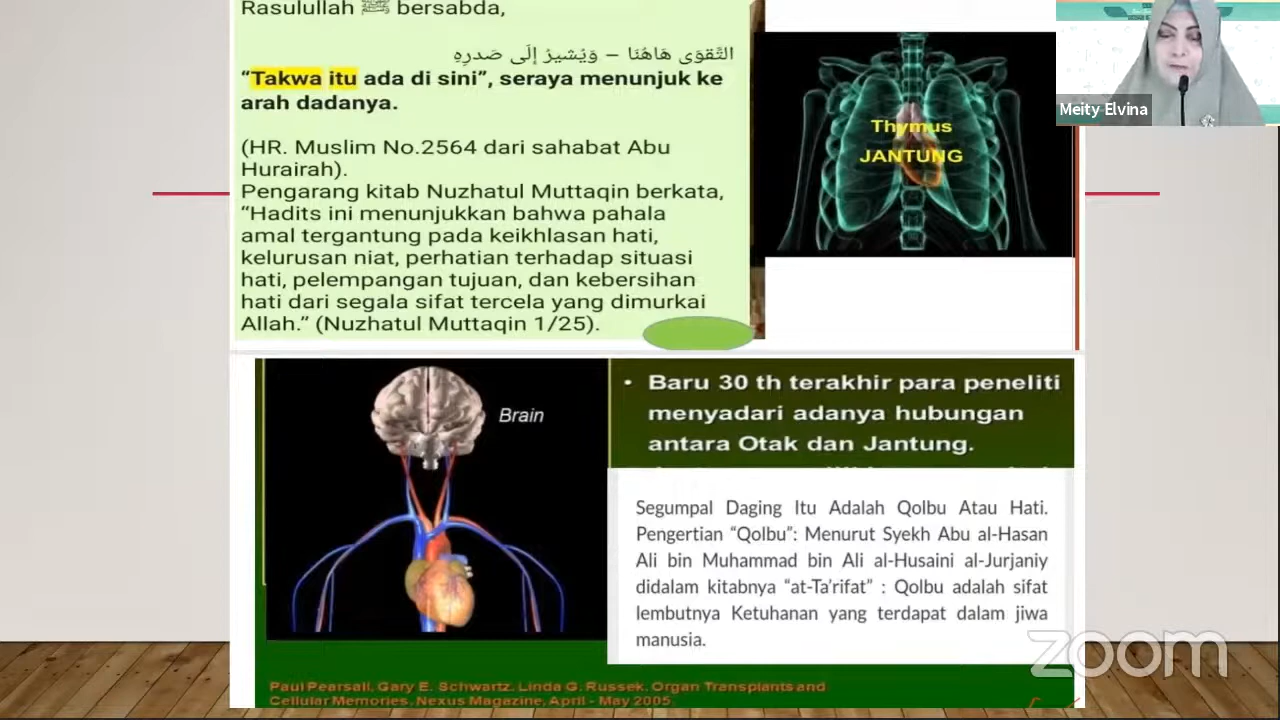 Rasulullah ﷺ bersabda,
التَّقوَى هَاهُنَا – وَيُشيرُ إلَى صَدرِهِ
“Takwa itu ada di sini”, seraya menunjuk ke
arah dadanya.
(HR. Muslim No.2564 dari sahabat Abu
Hurairah).
Pengarang kitab Nuzhatul Muttaqin berkata,
“Hadits ini menunjukkan bahwa pahala
amal tergantung pada keikhlasan hati,
kelurusan niat, perhatian terhadap situasi
hati, pelempangan tujuan, dan kebersihan
hati dari segala sifat tercela yang dimurkai
Allah.” (Nuzhatul Muttaqin 1/25).
Thymus
JANTUNG
Meity Elvina
Brain
• Baru 30 th terakhir para peneliti
menyadari adanya hubungan
antara Otak dan Jantung.
Segumpal Daging Itu Adalah Qolbu Atau Hati.
Pengertian “Qolbu”: Menurut Syekh Abu al-Hasan
Ali bin Muhammad bin Ali al-Husaini al-Jurjaniy
didalam kitabnya “at-Ta’rifat” : Qolbu adalah sifat
lembutnya Ketuhanan yang terdapat dalam jiwa
manusia.
Paul Pearsall, Gary E. Schwartz, Linda G. Russek, Organ Transplants and
Cellular Memories, Nexus Magazine, April - May 2005
zoom